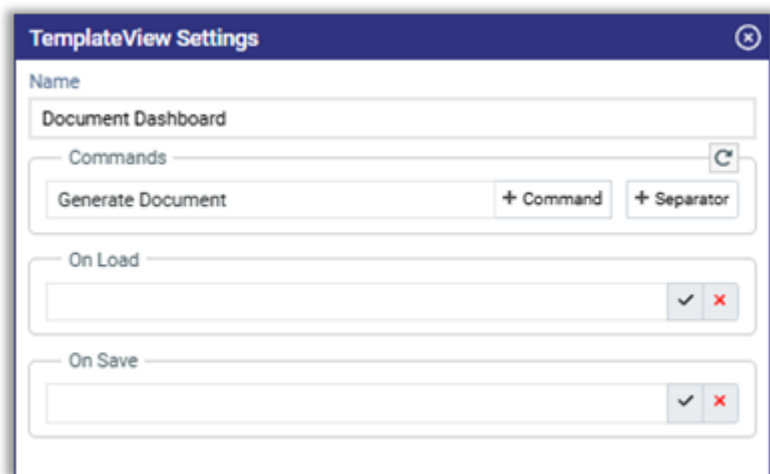 TemplateView Settings
Name
Document Dashboard
Commands
Generate Document + Command + Separator
On Load
On Save